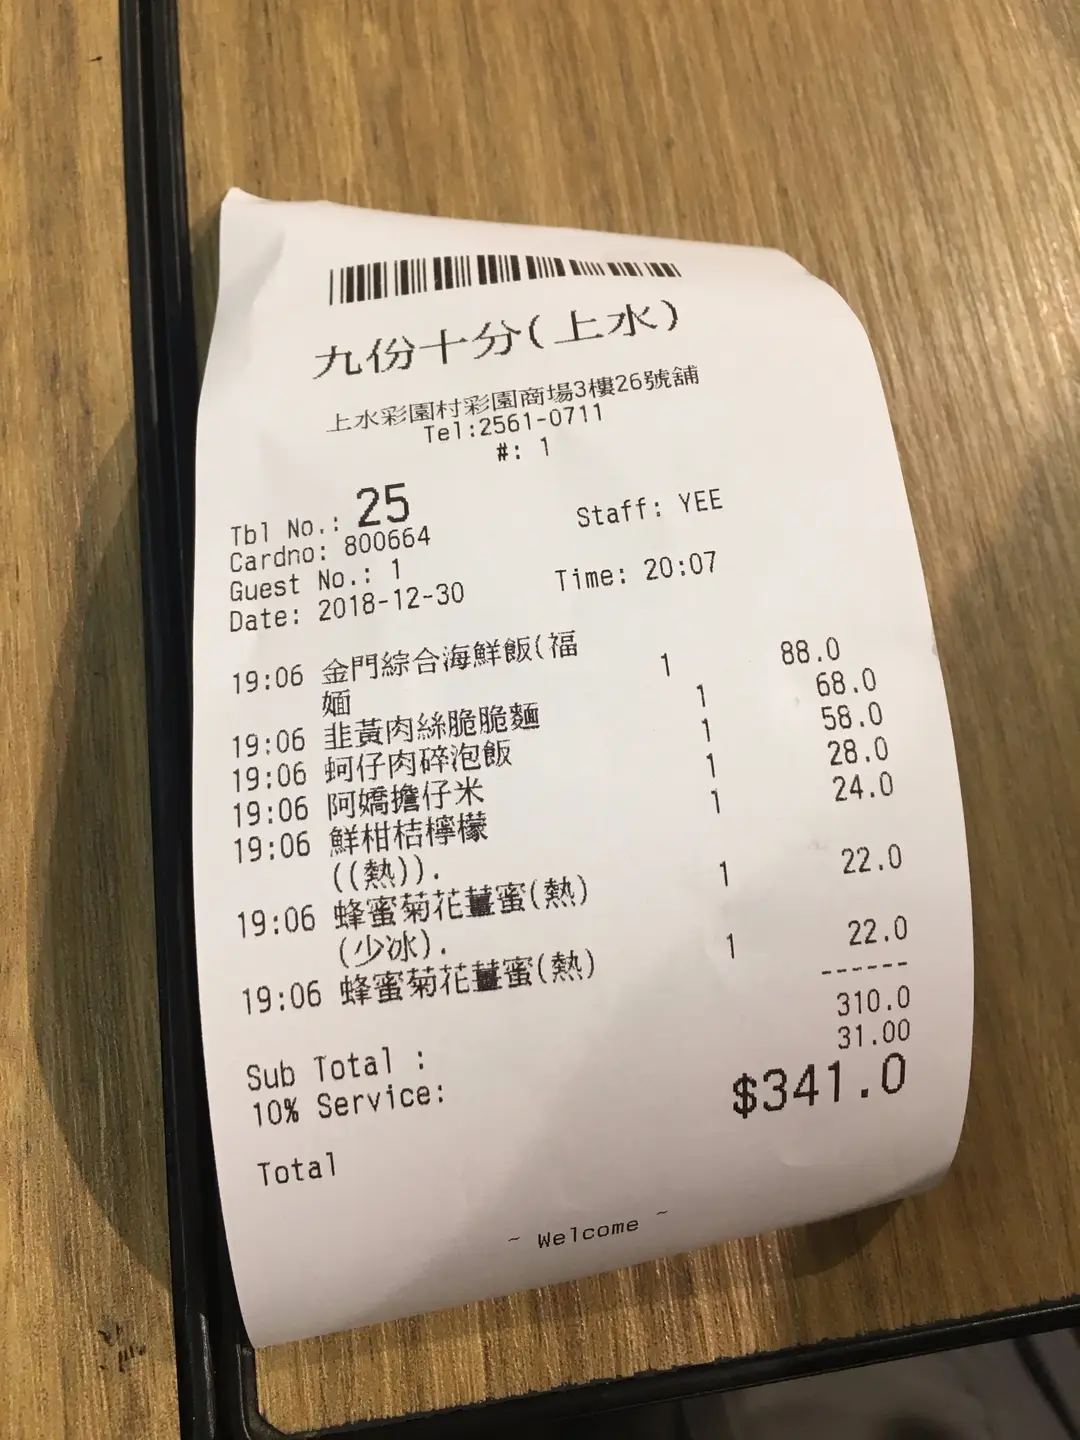 九份十分(上水)
上水彩園村彩園商場3樓26號舖
Tel:2561-0711
#: 1
Tbl No.: 25 Staff: YEE
Cardno: 800664
Guest No.: 1
Date: 2018-12-30 Time: 20:07
19:06 金門綜合海鮮飯(福 1 88.0
媔
19:06 韭黃肉絲脆脆麵 1 68.0
19:06 蚵仔肉碎泡飯 1 58.0
19:06 阿嬌擔仔米 1 28.0
19:06 鮮柑桔檸檬 1 24.0
((熱)).
19:06 蜂蜜菊花薑蜜(熱) 1 22.0
(少冰).
19:06 蜂蜜菊花薑蜜(熱) 1 22.0
------
Sub Total : 310.0
10% Service: 31.00
Total $341.0
~ Welcome ~